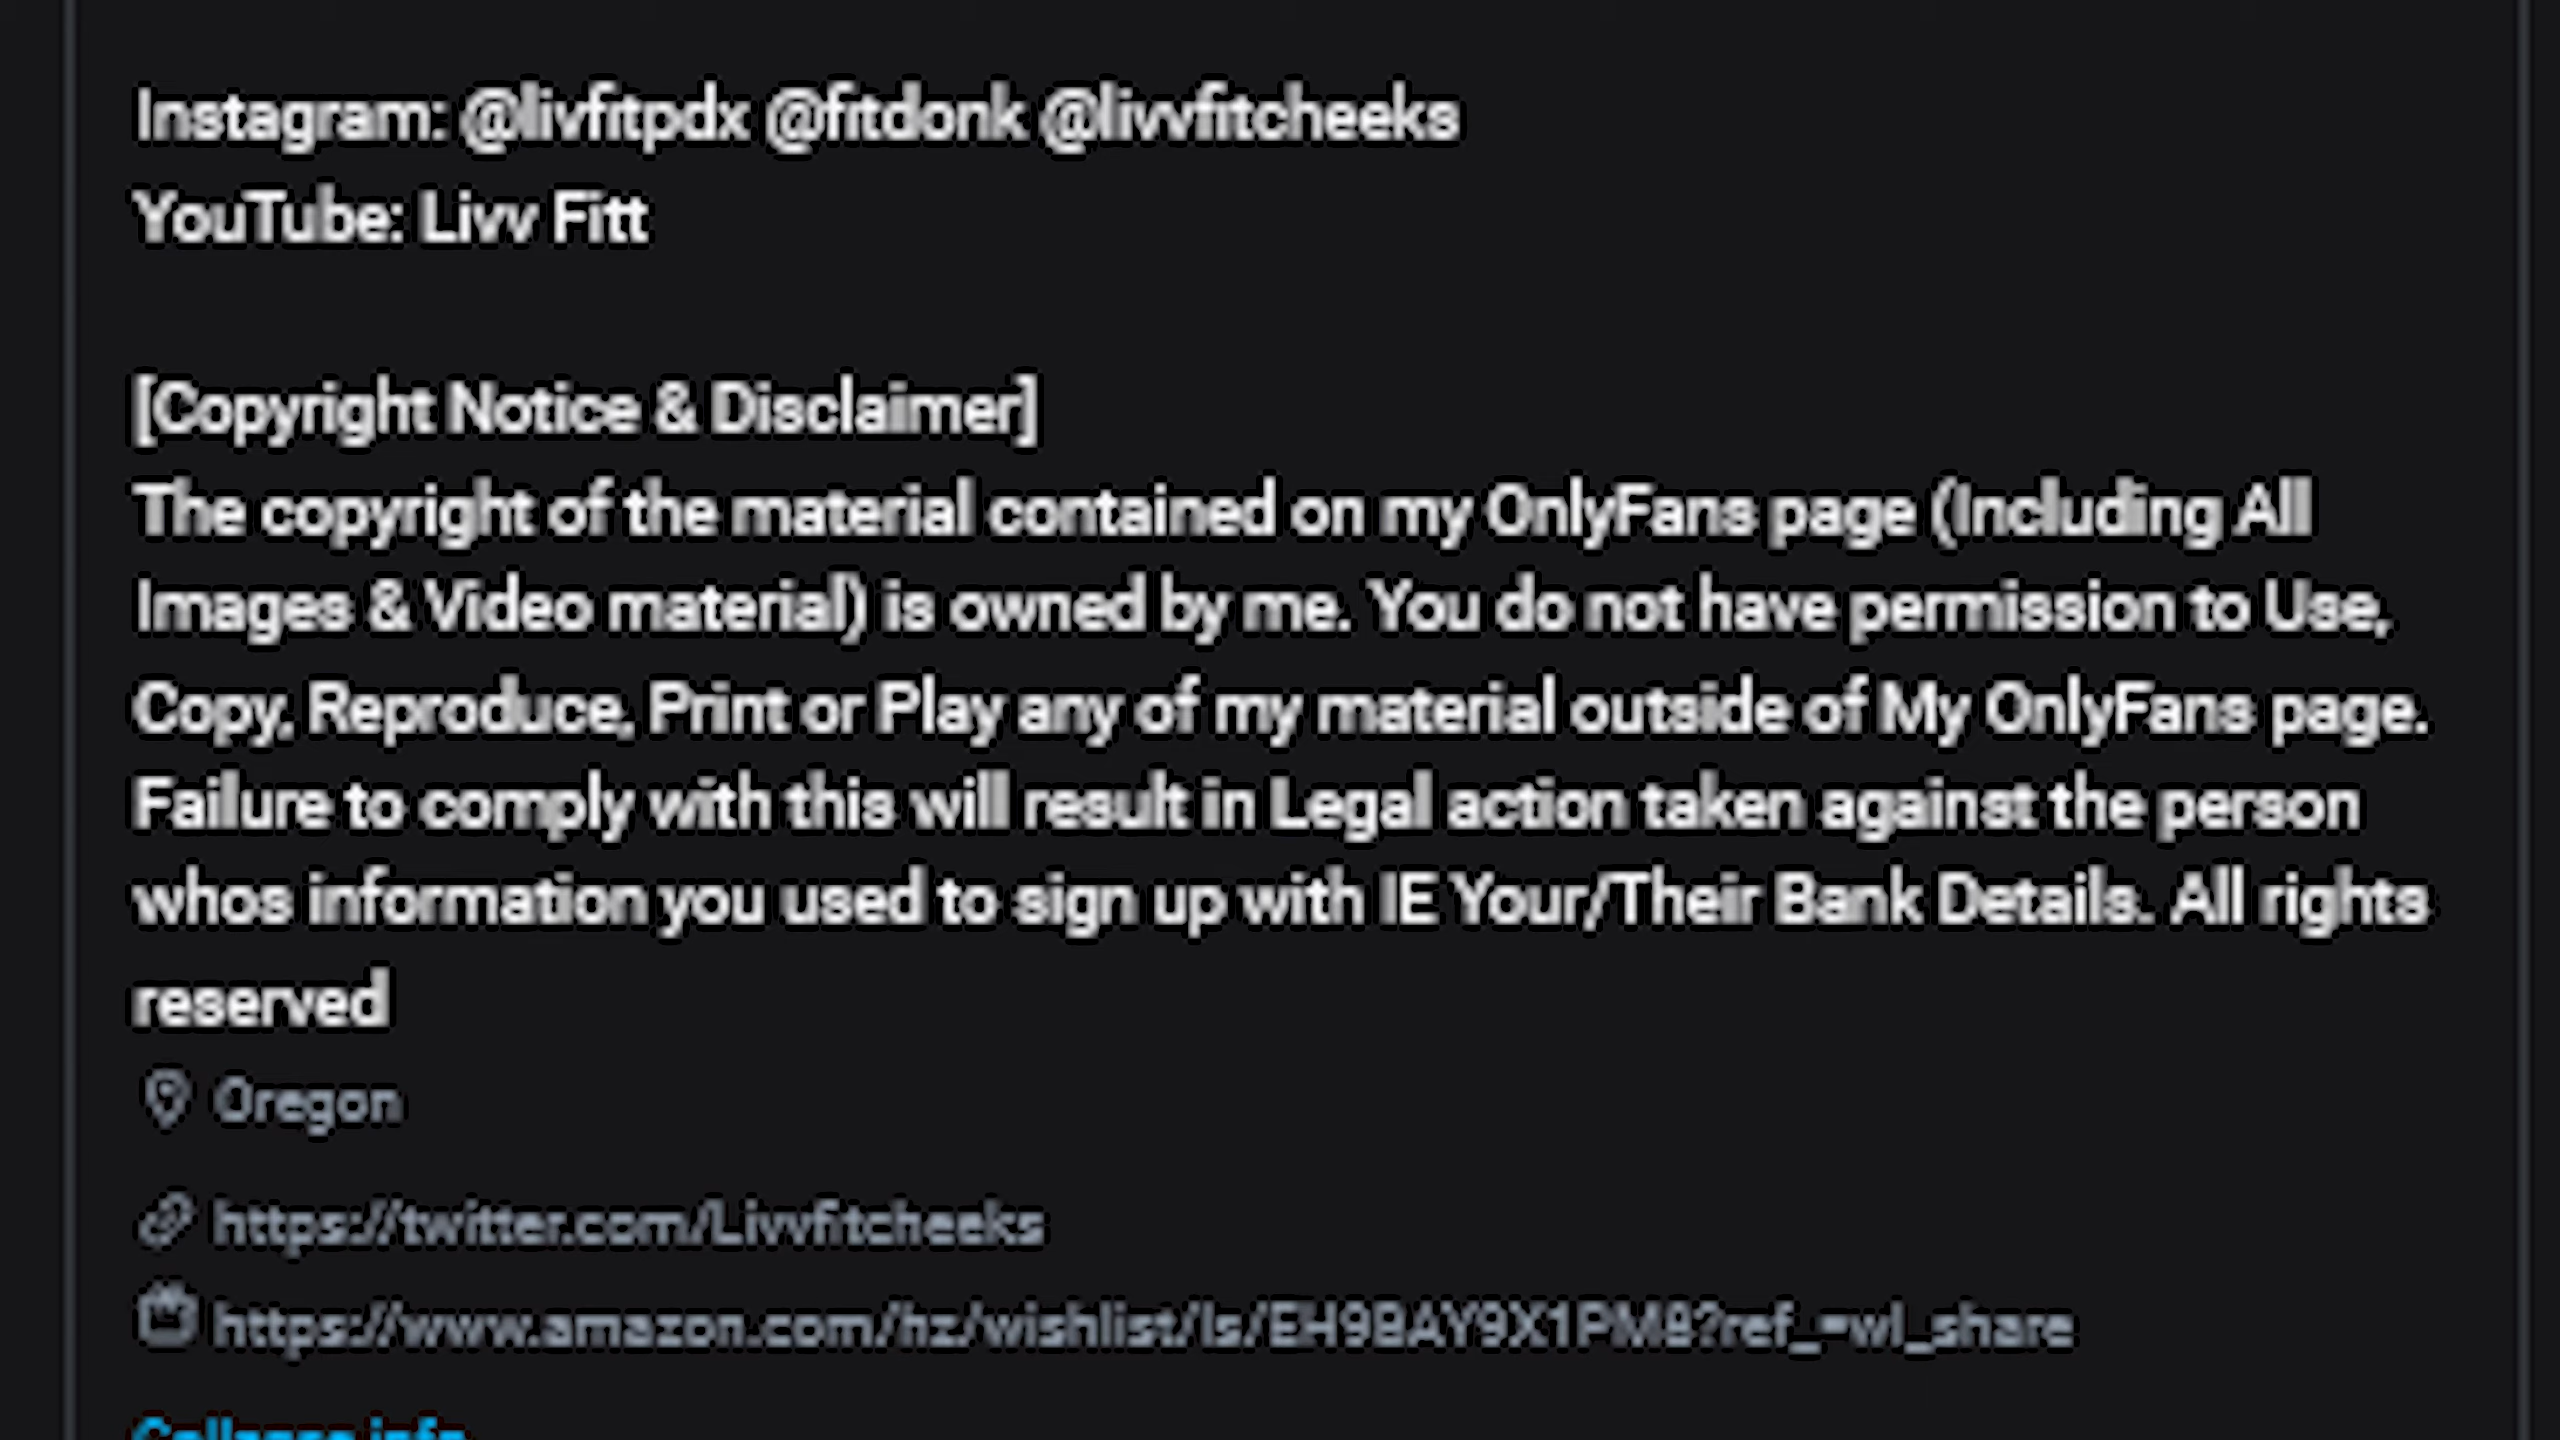 Instagram: @livfitpdx @fitdonk @livvfitcheeks
YouTube: Livv Fitt
[Copyright Notice & Disclaimer]
The copyright of the material contained on my OnlyFans page (Including All
Images & Video material) is owned by me. You do not have permission to Use,
Copy, Reproduce, Print or Play any of my material outside of My OnlyFans page.
Failure to comply with this will result in Legal action taken against the person
whos information you used to sign up with IE Your/Their Bank Details. All rights
reserved
Oregon
https://twitter.com/Livvfitcheeks
https://www.amazon.com/hz/wishlist/ls/EH9BAY9X1PM8?ref_=wl_share
Collapse info